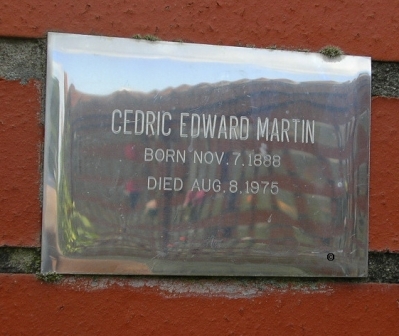 CEDRIC EDWARD MARTIN
BORN NOV. 7. 1888
DIED AUG. 8. 1975